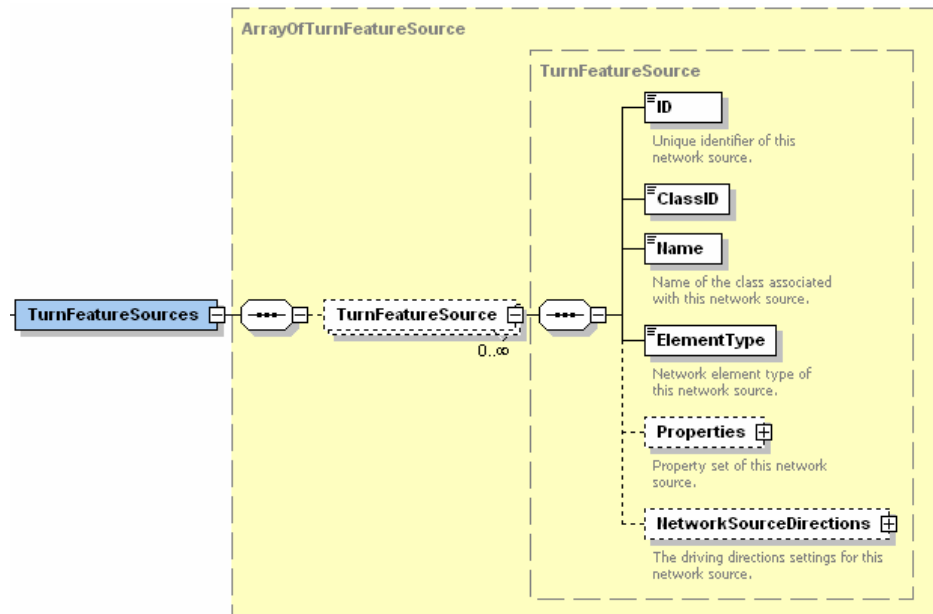 ArrayOfTurnFeatureSource
TurnFeatureSource
ID
Unique identifier of this
network source.
ClassID
Name
Name of the class associated
with this network source.
TurnFeatureSources
TurnFeatureSource
0..∞
ElementType
Network element type of
this network source.
Properties
Property set of this network
source.
NetworkSourceDirections
The driving directions settings for this
network source.